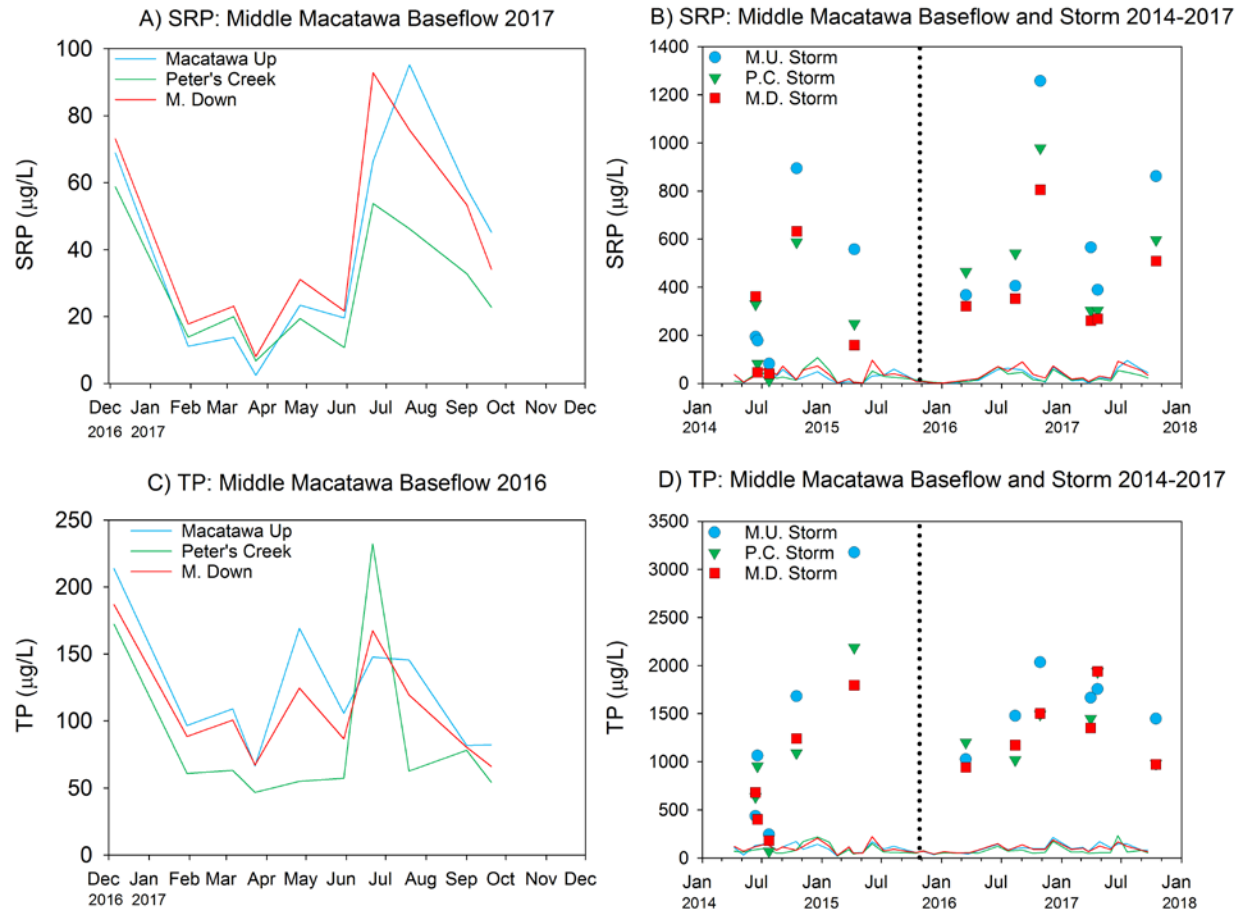 A) SRP: Middle Macatawa Baseflow 2017
100
80
60
40
20
0
SRP (µg/L)
Macatawa Up
Peter's Creek
M. Down
Dec Jan Feb Mar Apr May Jun Jul Aug Sep Oct Nov Dec
2016 2017
B) SRP: Middle Macatawa Baseflow and Storm 2014-2017
1400
1200
1000
800
600
400
200
0
SRP (µg/L)
M.U. Storm
P.C. Storm
M.D. Storm
Jan Jul Jan Jul Jan Jul Jan Jul Jan
2014 2015 2016 2017 2018
C) TP: Middle Macatawa Baseflow 2016
250
200
150
100
50
0
TP (µg/L)
Macatawa Up
Peter's Creek
M. Down
Dec Jan Feb Mar Apr May Jun Jul Aug Sep Oct Nov Dec
2016 2017
D) TP: Middle Macatawa Baseflow and Storm 2014-2017
3500
3000
2500
2000
1500
1000
500
0
TP (µg/L)
M.U. Storm
P.C. Storm
M.D. Storm
Jan Jul Jan Jul Jan Jul Jan Jul Jan
2014 2015 2016 2017 2018